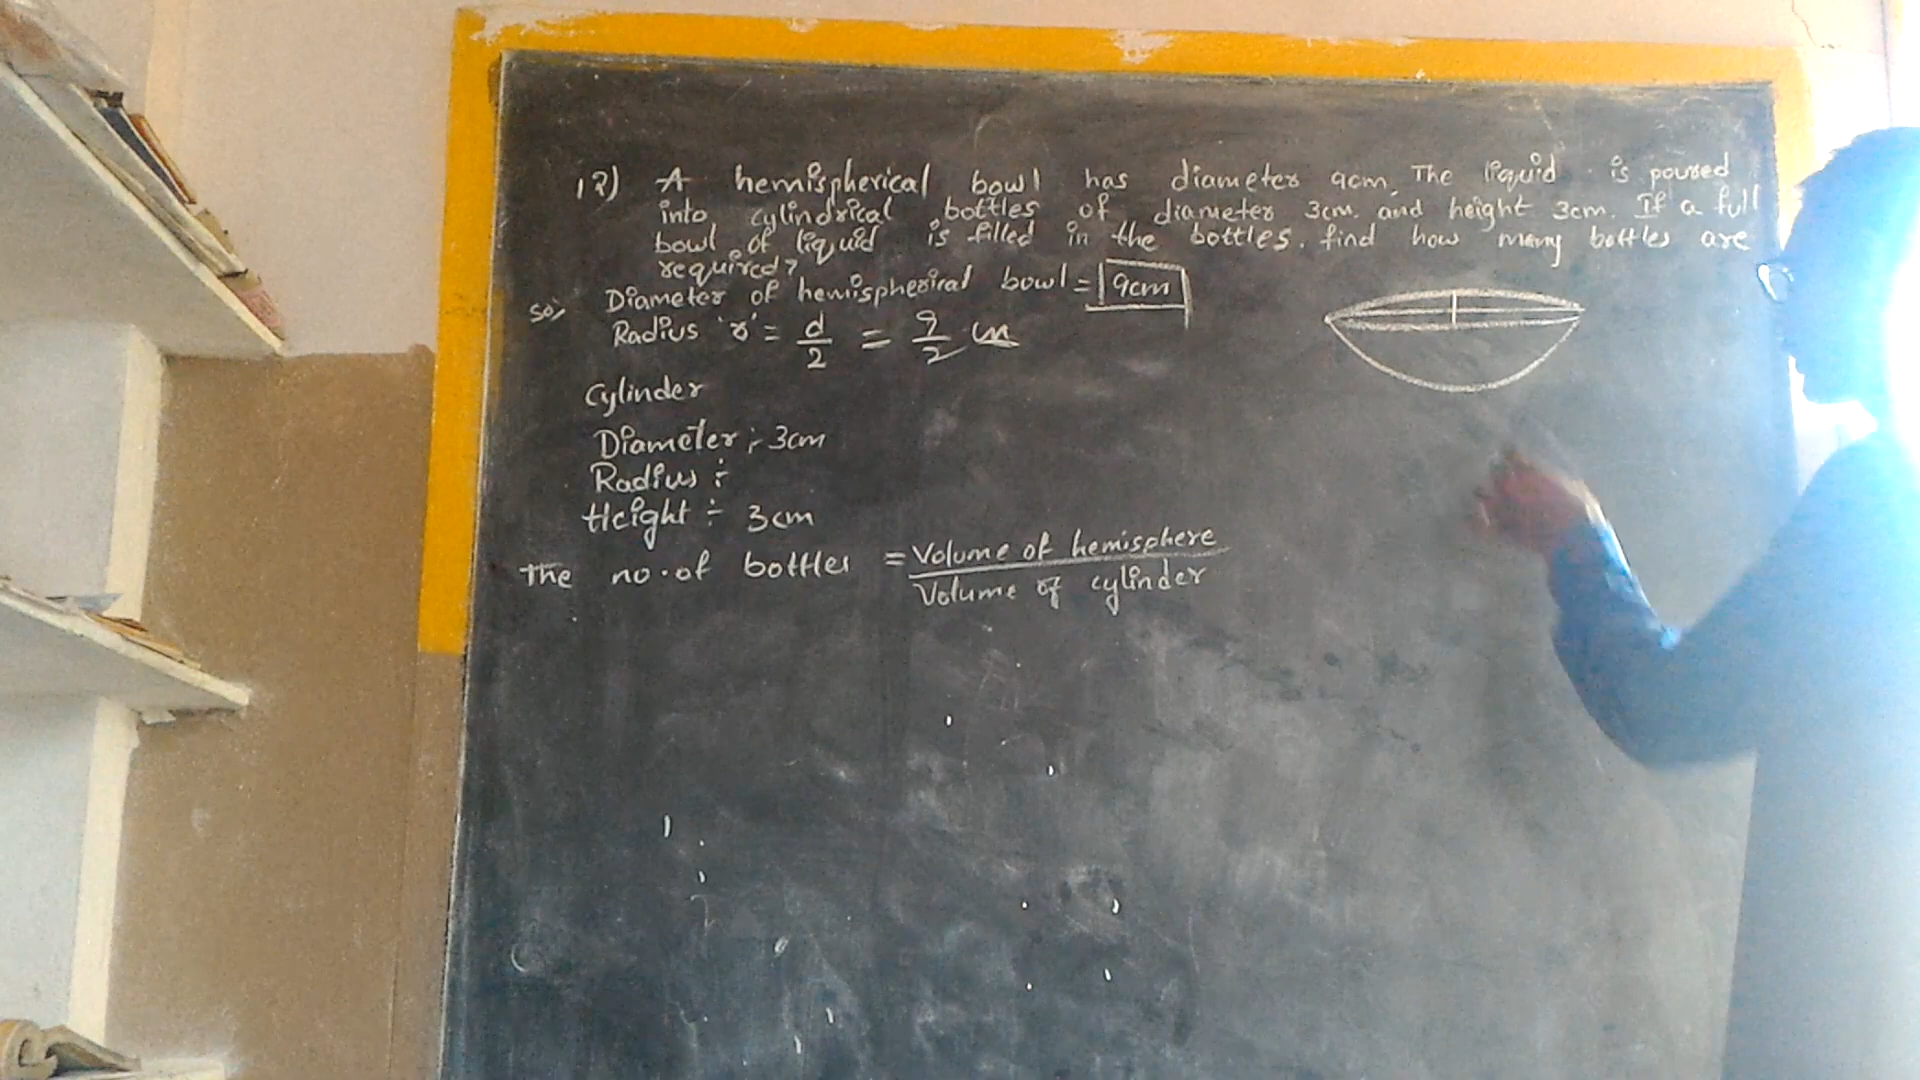 12) A hemispherical bowl has diameter 9cm. The liquid is poured
into cylindrical bottles of diameter 3cm. and height 3cm. If a full
bowl of liquid is filled in the bottles. find how many bottles are
required?
Sol Diameter of hemispherical bowl = 9cm
Radius 'r' = d/2 = 9/2 cm
Cylinder
Diameter :- 3cm
Radius :-
Height :- 3cm
The no. of bottles = Volume of hemisphere / Volume of cylinder